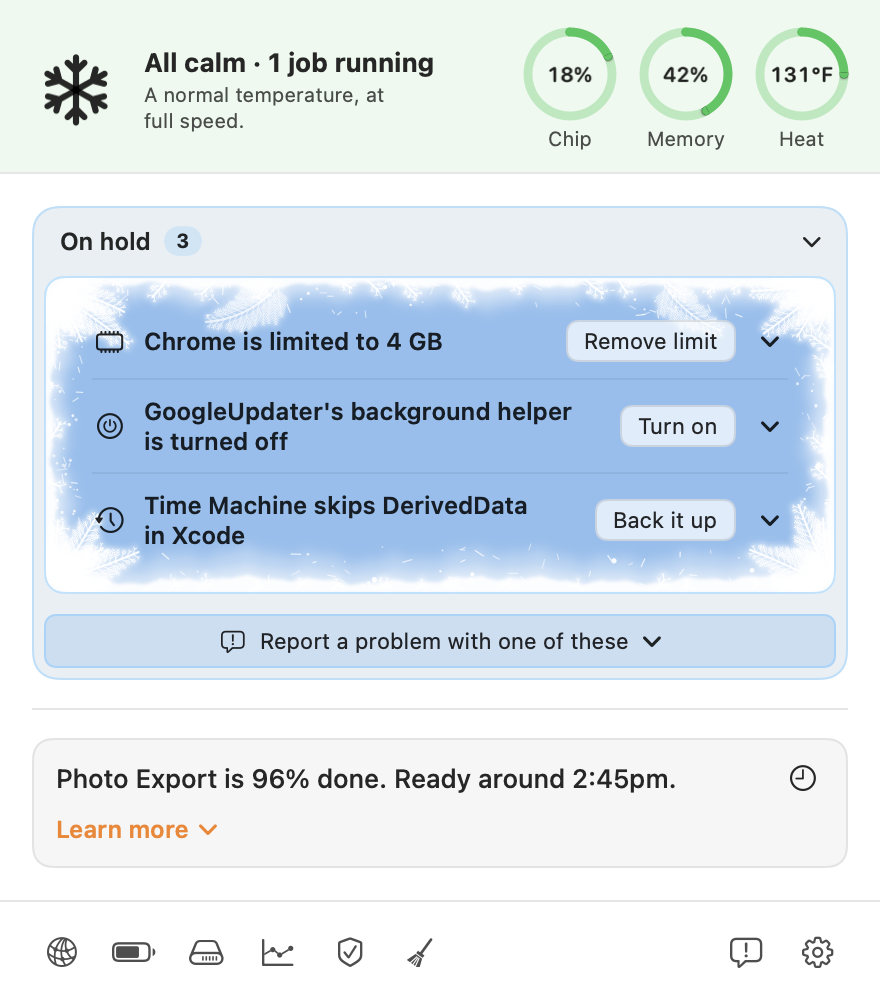 All calm · 1 job running
A normal temperature, at
full speed.
18%
42%
131°F
Chip
Memory
Heat
On hold 3
Chrome is limited to 4 GB
Remove limit
GoogleUpdater's background helper
is turned off
Turn on
Time Machine skips DerivedData
in Xcode
Back it up
Report a problem with one of these
Photo Export is 96% done. Ready around 2:45pm.
Learn more